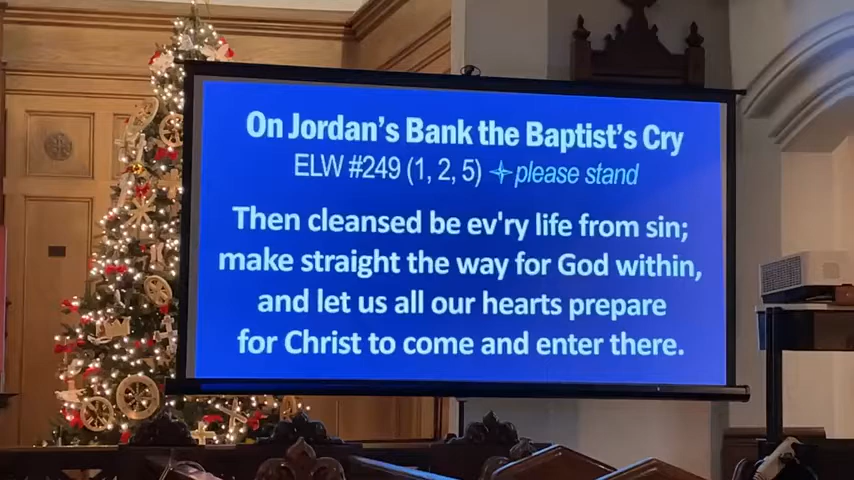 On Jordan's Bank the Baptist's Cry
ELW #249 (1, 2, 5) please stand
Then cleansed be ev'ry life from sin;
make straight the way for God within,
and let us all our hearts prepare
for Christ to come and enter there.